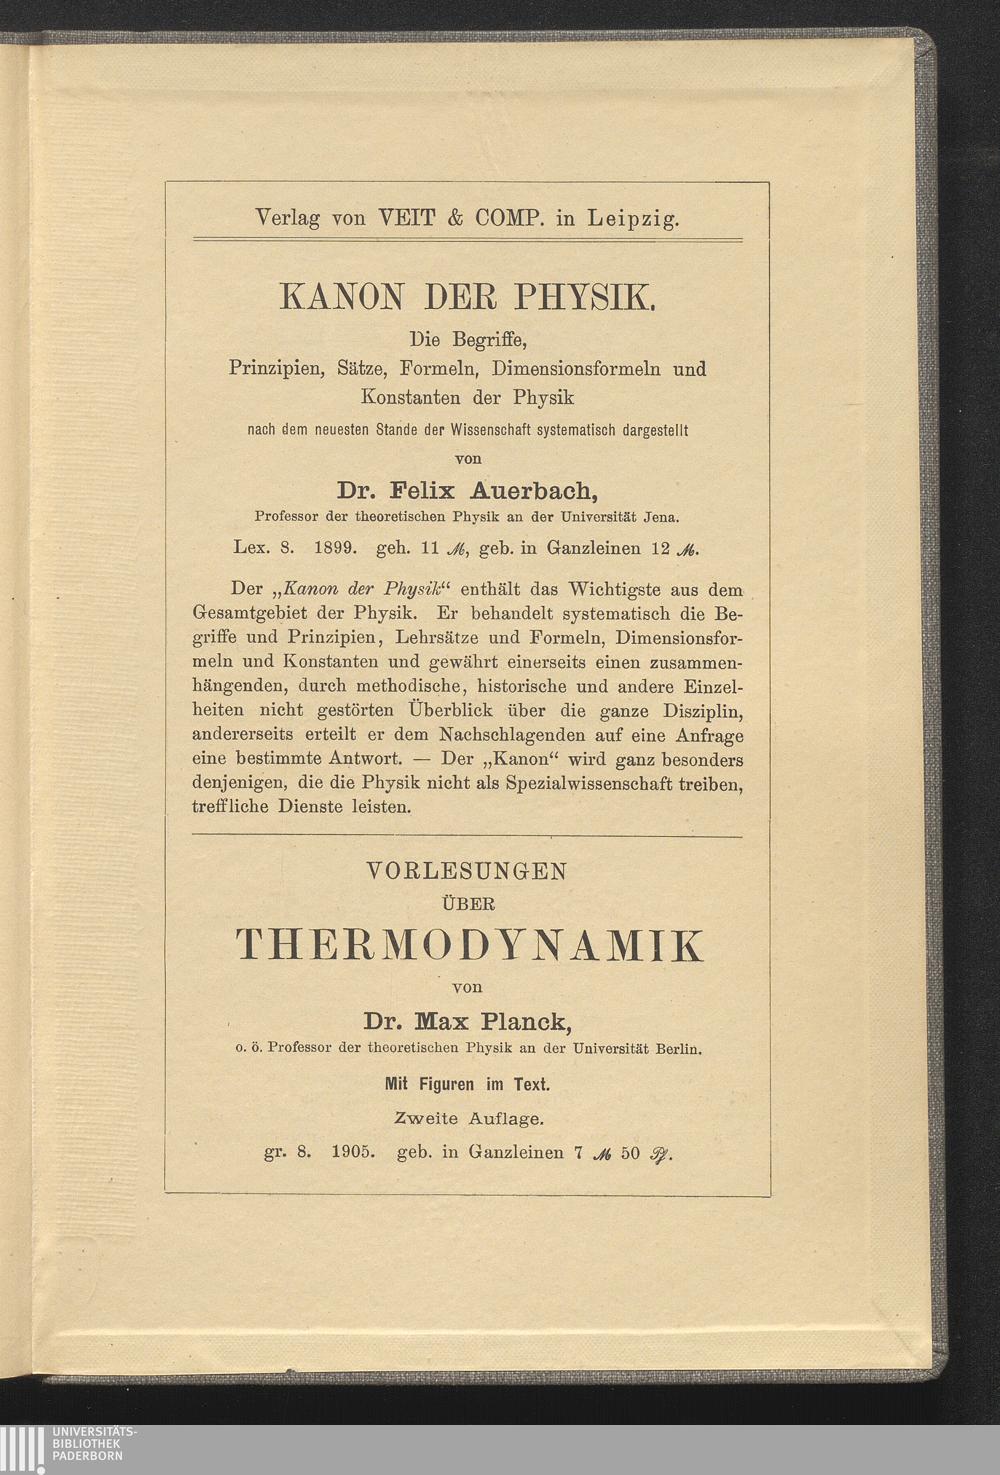 Verlag von VEIT & COMP. in Leipzig.
KANON DER PHYSIK.
Die Begriffe,
Prinzipien, Sätze, Formeln, Dimensionsformeln und
Konstanten der Physik
nach dem neuesten Stande der Wissenschaft systematisch dargestellt
von
Dr. Felix Auerbach,
Professor der theoretischen Physik an der Universität Jena.
Lex. 8. 1899. geh. 11 ℳ, geb. in Ganzleinen 12 ℳ.
Der „Kanon der Physik“ enthält das Wichtigste aus dem
Gesamtgebiet der Physik. Er behandelt systematisch die Be-
griffe und Prinzipien, Lehrsätze und Formeln, Dimensionsfor-
meln und Konstanten und gewährt einerseits einen zusammen-
hängenden, durch methodische, historische und andere Einzel-
heiten nicht gestörten Überblick über die ganze Disziplin,
andererseits erteilt er dem Nachschlagenden auf eine Anfrage
eine bestimmte Antwort. — Der „Kanon“ wird ganz besonders
denjenigen, die die Physik nicht als Spezialwissenschaft treiben,
treffliche Dienste leisten.
VORLESUNGEN
ÜBER
THERMODYNAMIK
von
Dr. Max Planck,
o. ö. Professor der theoretischen Physik an der Universität Berlin.
Mit Figuren im Text.
Zweite Auflage.
gr. 8. 1905. geb. in Ganzleinen 7 ℳ 50 Pf.
UNIVERSITÄTS-
BIBLIOTHEK
PADERBORN